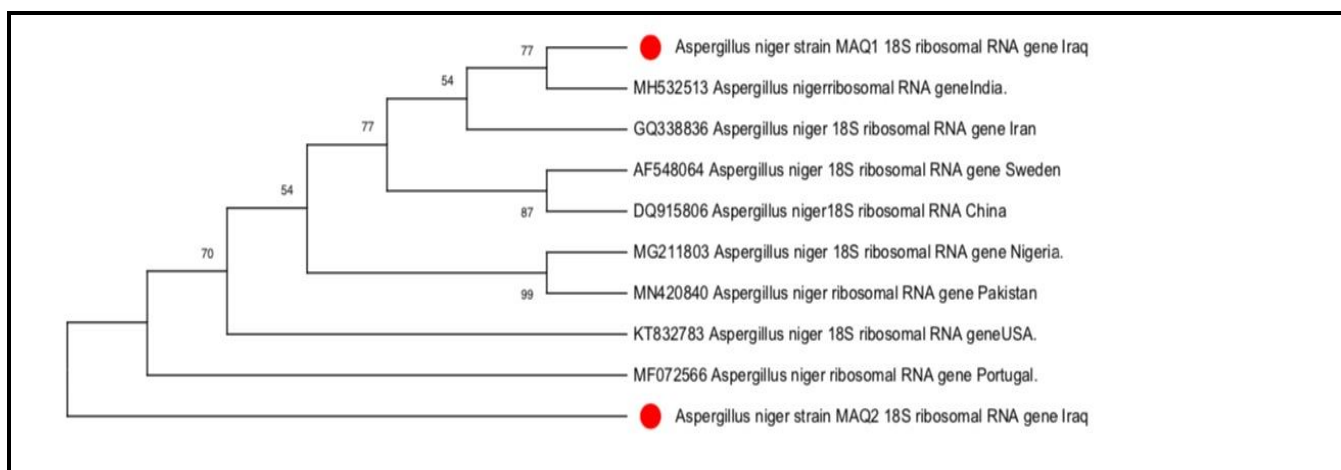 77
Aspergillus niger strain MAQ1 18S ribosomal RNA gene Iraq
54
MH532513 Aspergillus nigerribosomal RNA geneIndia.
77
GQ338836 Aspergillus niger 18S ribosomal RNA gene Iran
AF548064 Aspergillus niger 18S ribosomal RNA gene Sweden
54
87
DQ915806 Aspergillus niger18S ribosomal RNA China
70
MG211803 Aspergillus niger 18S ribosomal RNA gene Nigeria.
99
MN420840 Aspergillus niger ribosomal RNA gene Pakistan
KT832783 Aspergillus niger 18S ribosomal RNA geneUSA.
MF072566 Aspergillus niger ribosomal RNA gene Portugal.
Aspergillus niger strain MAQ2 18S ribosomal RNA gene Iraq